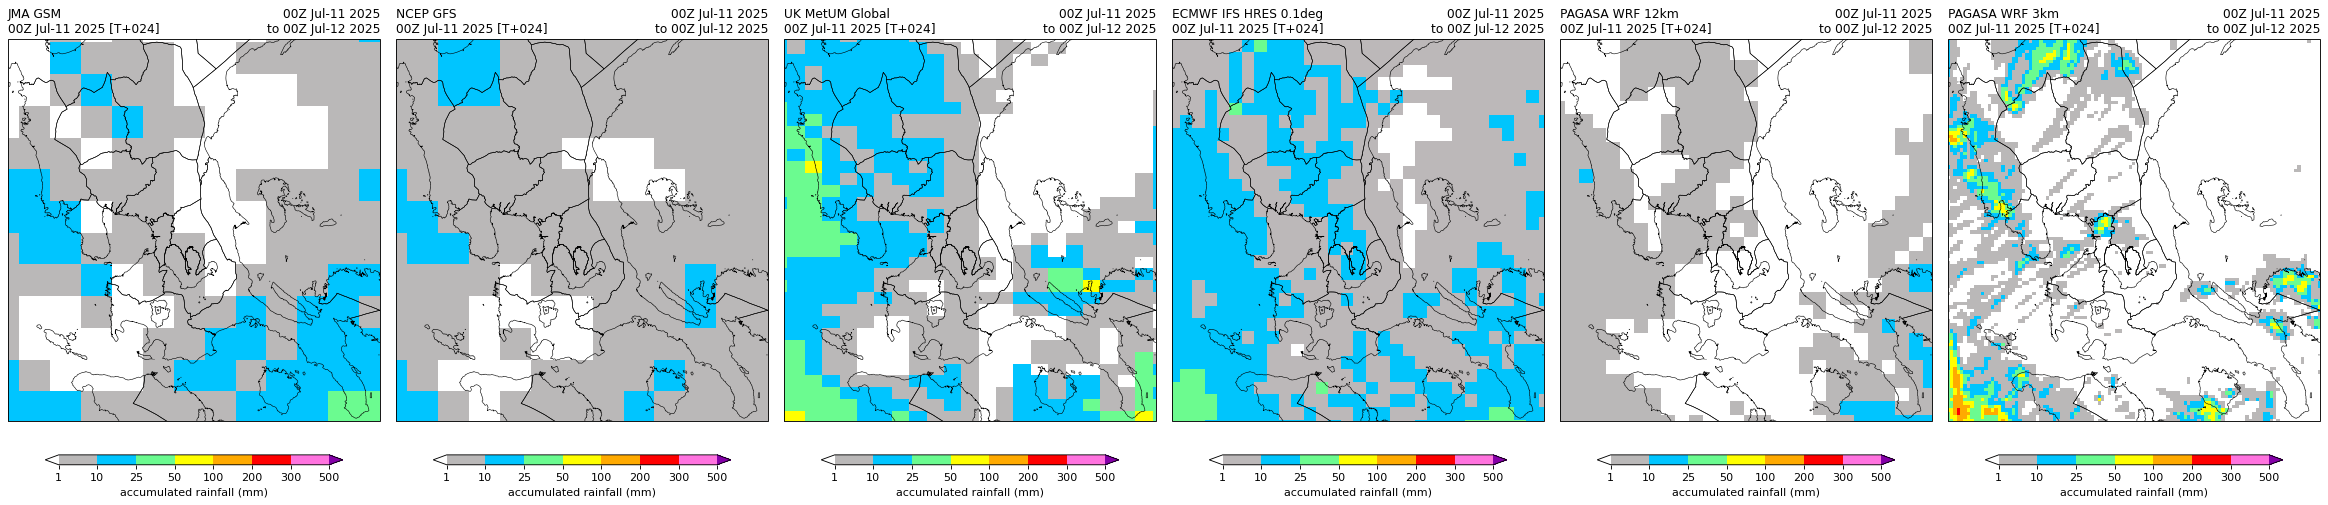 JMA GSM 00Z Jul-11 2025
00Z Jul-11 2025 [T+024] to 00Z Jul-12 2025
1 10 25 50 100 200 300 500
accumulated rainfall (mm)
NCEP GFS 00Z Jul-11 2025
00Z Jul-11 2025 [T+024] to 00Z Jul-12 2025
1 10 25 50 100 200 300 500
accumulated rainfall (mm)
UK MetUM Global 00Z Jul-11 2025
00Z Jul-11 2025 [T+024] to 00Z Jul-12 2025
1 10 25 50 100 200 300 500
accumulated rainfall (mm)
ECMWF IFS HRES 0.1deg 00Z Jul-11 2025
00Z Jul-11 2025 [T+024] to 00Z Jul-12 2025
1 10 25 50 100 200 300 500
accumulated rainfall (mm)
PAGASA WRF 12km 00Z Jul-11 2025
00Z Jul-11 2025 [T+024] to 00Z Jul-12 2025
1 10 25 50 100 200 300 500
accumulated rainfall (mm)
PAGASA WRF 3km 00Z Jul-11 2025
00Z Jul-11 2025 [T+024] to 00Z Jul-12 2025
1 10 25 50 100 200 300 500
accumulated rainfall (mm)